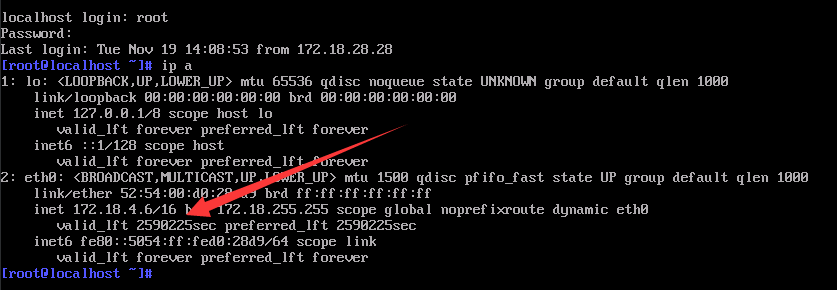 localhost login: root
Password:
Last login: Tue Nov 19 14:08:53 from 172.18.28.28
[root@localhost ~]# ip a
1: lo: <LOOPBACK,UP,LOWER_UP> mtu 65536 qdisc noqueue state UNKNOWN group default qlen 1000
    link/loopback 00:00:00:00:00:00 brd 00:00:00:00:00:00
    inet 127.0.0.1/8 scope host lo
       valid_lft forever preferred_lft forever
    inet6 ::1/128 scope host
       valid_lft forever preferred_lft forever
2: eth0: <BROADCAST,MULTICAST,UP,LOWER_UP> mtu 1500 qdisc pfifo_fast state UP group default qlen 1000
    link/ether 52:54:00:d0:28:d9 brd ff:ff:ff:ff:ff:ff
    inet 172.18.4.6/16 brd 172.18.255.255 scope global noprefixroute dynamic eth0
       valid_lft 2590225sec preferred_lft 2590225sec
    inet6 fe80::5054:ff:fed0:28d9/64 scope link
       valid_lft forever preferred_lft forever
[root@localhost ~]#